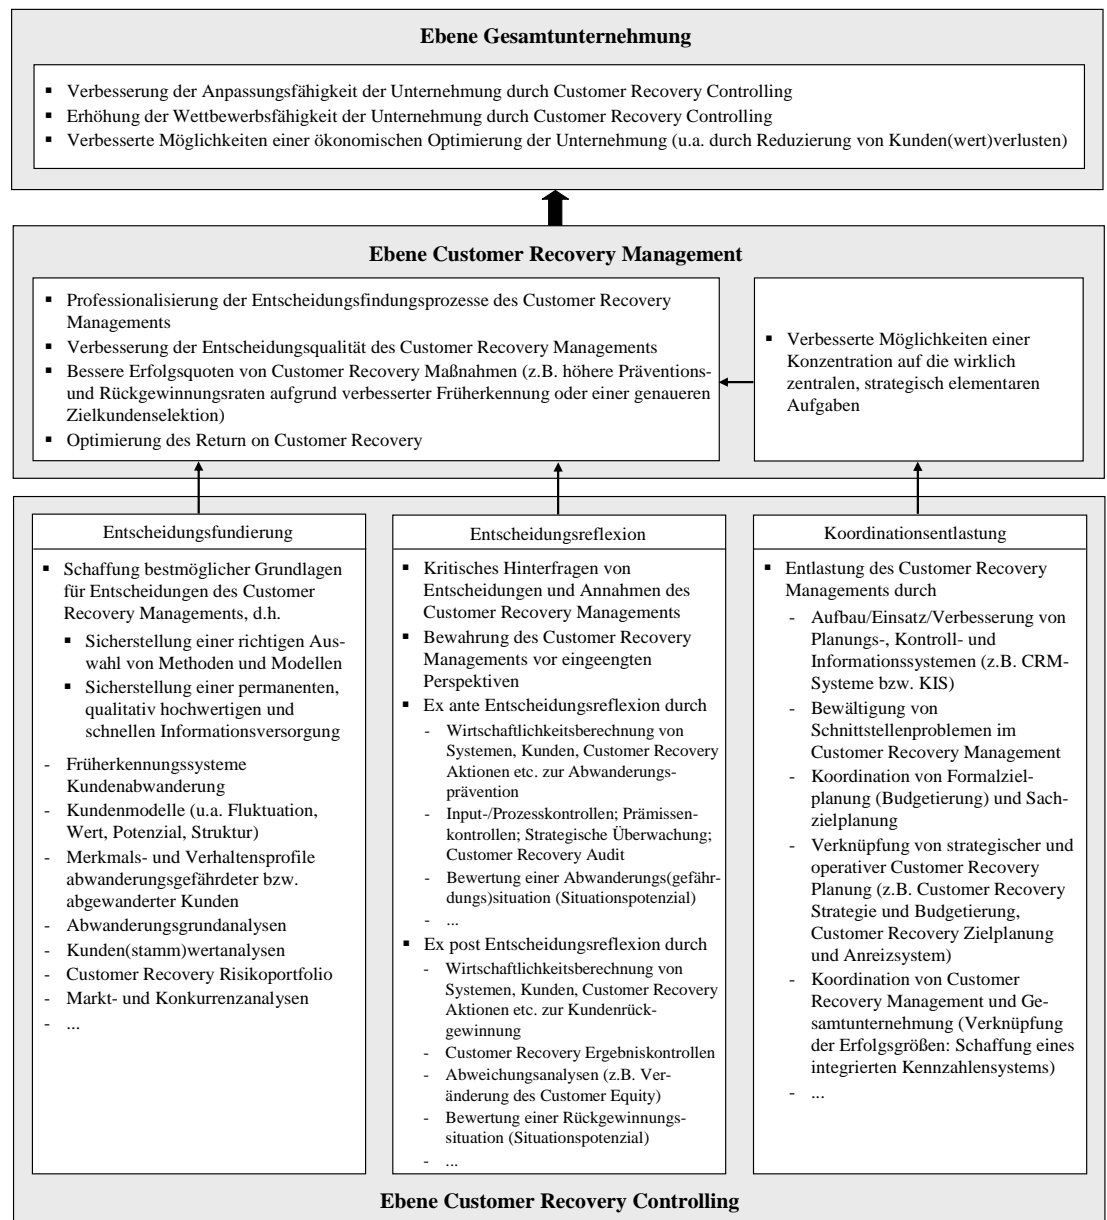 Ebene Gesamtunternehmung
▪ Verbesserung der Anpassungsfähigkeit der Unternehmung durch Customer Recovery Controlling
▪ Erhöhung der Wettbewerbsfähigkeit der Unternehmung durch Customer Recovery Controlling
▪ Verbesserte Möglichkeiten einer ökonomischen Optimierung der Unternehmung (u.a. durch Reduzierung von Kunden(wert)verlusten)
Ebene Customer Recovery Management
▪ Professionalisierung der Entscheidungsfindungsprozesse des Customer Recovery
Managements
▪ Verbesserung der Entscheidungsqualität des Customer Recovery Managements
▪ Bessere Erfolgsquoten von Customer Recovery Maßnahmen (z.B. höhere Präventions-
und Rückgewinnungsraten aufgrund verbesserter Früherkennung oder einer genaueren
Zielkundenselektion)
▪ Optimierung des Return on Customer Recovery
▪ Verbesserte Möglichkeiten einer
Konzentration auf die wirklich
zentralen, strategisch elementaren
Aufgaben
Entscheidungsfundierung
▪ Schaffung bestmöglicher Grundlagen
für Entscheidungen des Customer
Recovery Managements, d.h.
▪ Sicherstellung einer richtigen Aus-
wahl von Methoden und Modellen
▪ Sicherstellung einer permanenten,
qualitativ hochwertigen und
schnellen Informationsversorgung
- Früherkennungssysteme
Kundenabwanderung
- Kundenmodelle (u.a. Fluktuation,
Wert, Potenzial, Struktur)
- Merkmals- und Verhaltensprofile
abwanderungsgefährdeter bzw.
abgewanderter Kunden
- Abwanderungsgrundanalysen
- Kunden(stamm)wertanalysen
- Customer Recovery Risikoportfolio
- Markt- und Konkurrenzanalysen
- ...
Entscheidungsreflexion
▪ Kritisches Hinterfragen von
Entscheidungen und Annahmen des
Customer Recovery Managements
▪ Bewahrung des Customer Recovery
Managements vor eingeengten
Perspektiven
▪ Ex ante Entscheidungsreflexion durch
- Wirtschaftlichkeitsberechnung von
Systemen, Kunden, Customer Recovery
Aktionen etc. zur Abwanderungs-
prävention
- Input-/Prozesskontrollen; Prämissen-
kontrollen; Strategische Überwachung;
Customer Recovery Audit
- Bewertung einer Abwanderungs(gefähr-
dungs)situation (Situationspotenzial)
- ...
▪ Ex post Entscheidungsreflexion durch
- Wirtschaftlichkeitsberechnung von
Systemen, Kunden, Customer Recovery
Aktionen etc. zur Kundenrück-
gewinnung
- Customer Recovery Ergebniskontrollen
- Abweichungsanalysen (z.B. Ver-
änderung des Customer Equity)
- Bewertung einer Rückgewinnungs-
situation (Situationspotenzial)
- ...
Koordinationsentlastung
▪ Entlastung des Customer Recovery
Managements durch
- Aufbau/Einsatz/Verbesserung von
Planungs-, Kontroll- und
Informationssystemen (z.B. CRM-
Systeme bzw. KIS)
- Bewältigung von
Schnittstellenproblemen im
Customer Recovery Management
- Koordination von Formalziel-
planung (Budgetierung) und Sach-
zielplanung
- Verknüpfung von strategischer und
operativer Customer Recovery
Planung (z.B. Customer Recovery
Strategie und Budgetierung,
Customer Recovery Zielplanung
und Anreizsystem)
- Koordination von Customer
Recovery Management und Ge-
samtunternehmung (Verknüpfung
der Erfolgsgrößen: Schaffung eines
integrierten Kennzahlensystems)
- ...
Ebene Customer Recovery Controlling